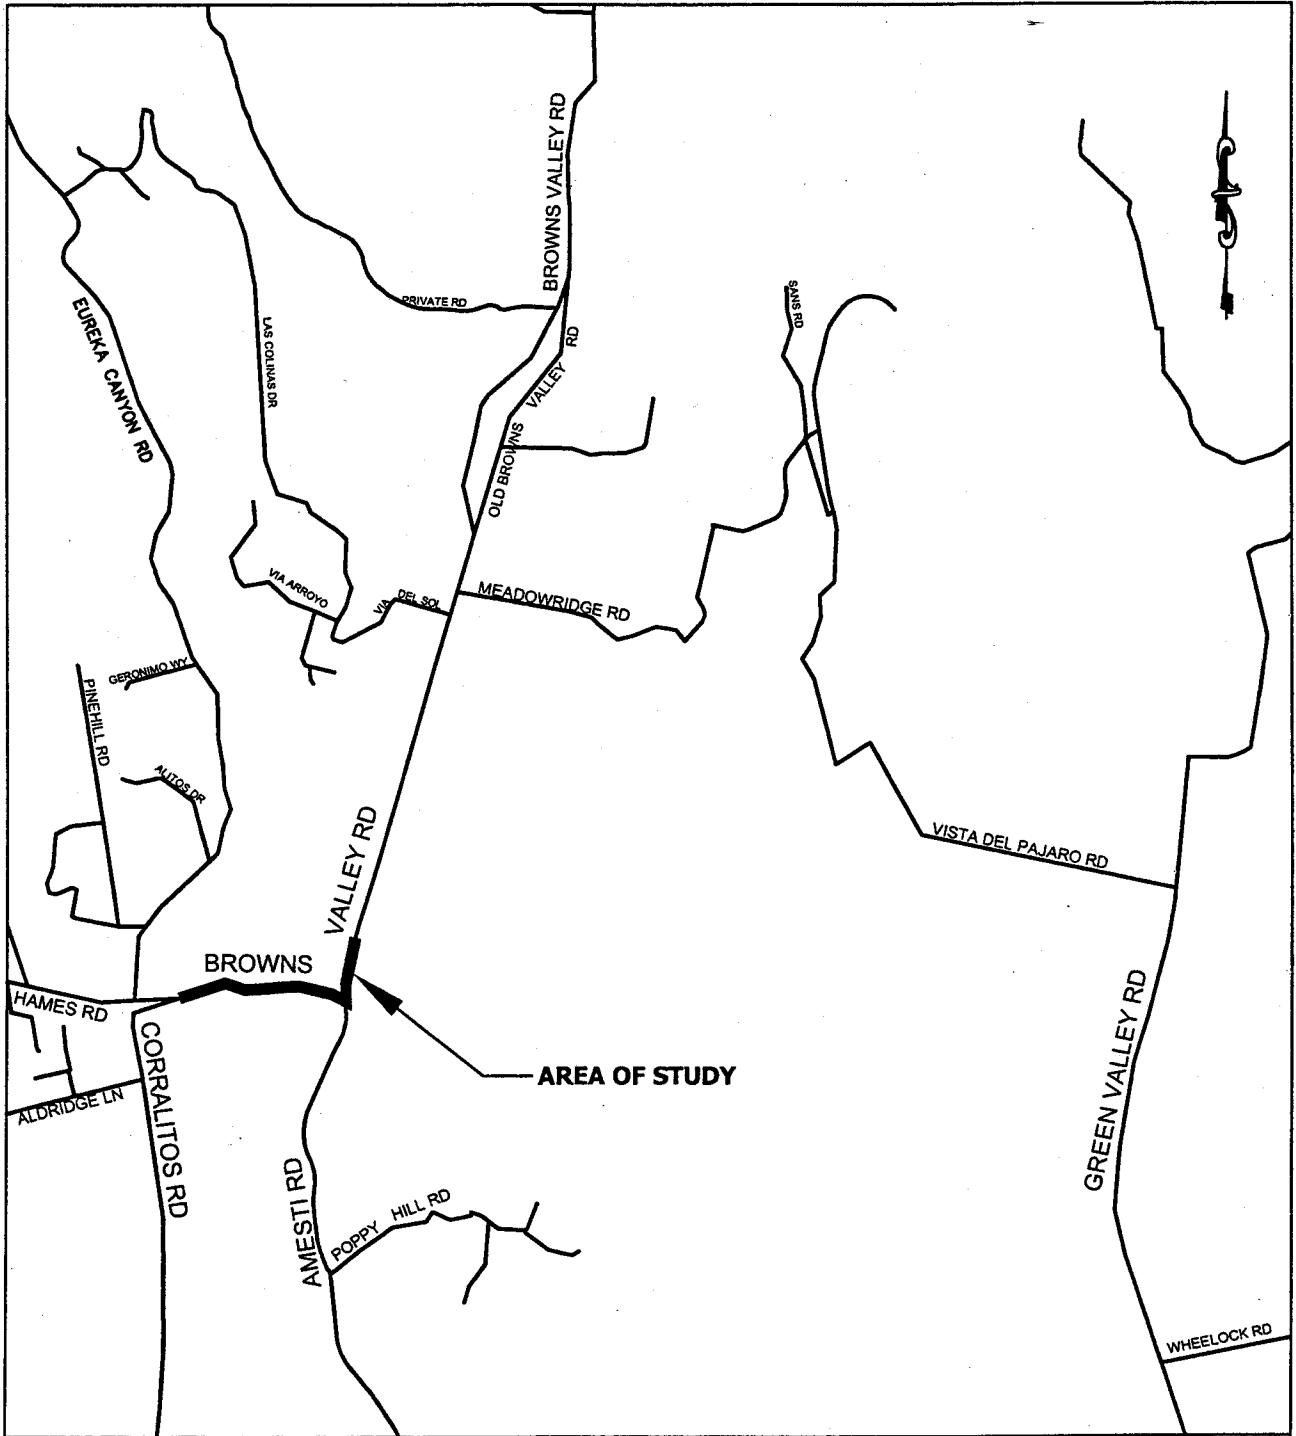 BROWNS VALLEY RD
PRIVATE RD
SANS RD
EUREKA CANYON RD
LAS COLINAS DR
OLD BROWNS VALLEY RD
VIA ARROYO
VIA DEL SOL
MEADOWRIDGE RD
GERONIMO WY
PINEHILL RD
ALITOS DR
VALLEY RD
VISTA DEL PAJARO RD
BROWNS
HAMES RD
CORRALITOS RD
AREA OF STUDY
ALDRIDGE LN
GREEN VALLEY RD
AMESTI RD
POPPY HILL RD
WHEELOCK RD